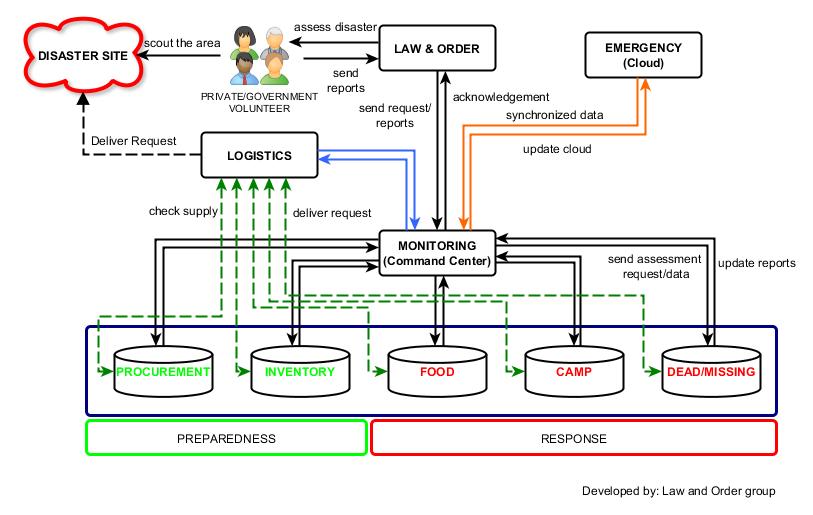 assess disaster
scout the area
DISASTER SITE
LAW & ORDER
EMERGENCY
(Cloud)
send
reports
PRIVATE/GOVERNMENT
VOLUNTEER
send request/
reports
acknowledgement
synchronized data
update cloud
Deliver Request
LOGISTICS
check supply
deliver request
MONITORING
(Command Center)
send assessment
request/data
update reports
PROCUREMENT
INVENTORY
FOOD
CAMP
DEAD/MISSING
PREPAREDNESS
RESPONSE
Developed by: Law and Order group